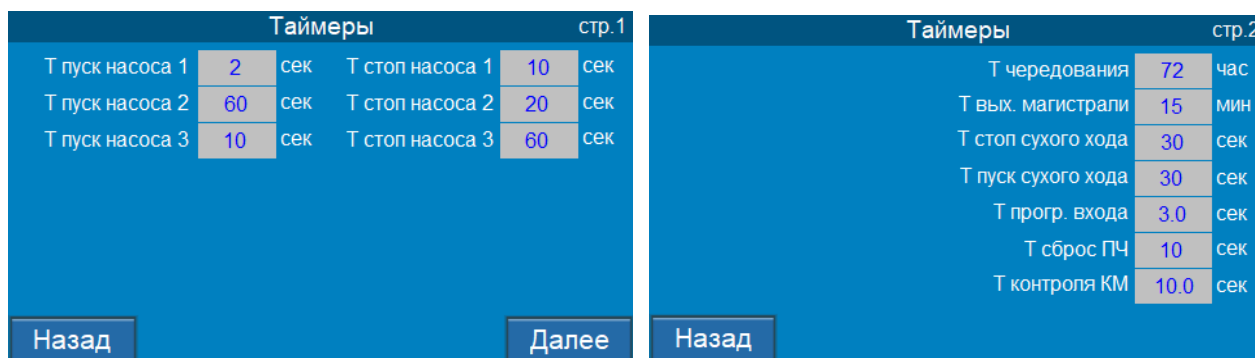 Таймеры стр.1
Т пуск насоса 1 2 сек Т стоп насоса 1 10 сек
Т пуск насоса 2 60 сек Т стоп насоса 2 20 сек
Т пуск насоса 3 10 сек Т стоп насоса 3 60 сек
Назад Далее
Таймеры стр.2
Т чередования 72 час
Т вых. магистрали 15 мин
Т стоп сухого хода 30 сек
Т пуск сухого хода 30 сек
Т прогр. входа 3.0 сек
Т сброс ПЧ 10 сек
Т контроля КМ 10.0 сек
Назад